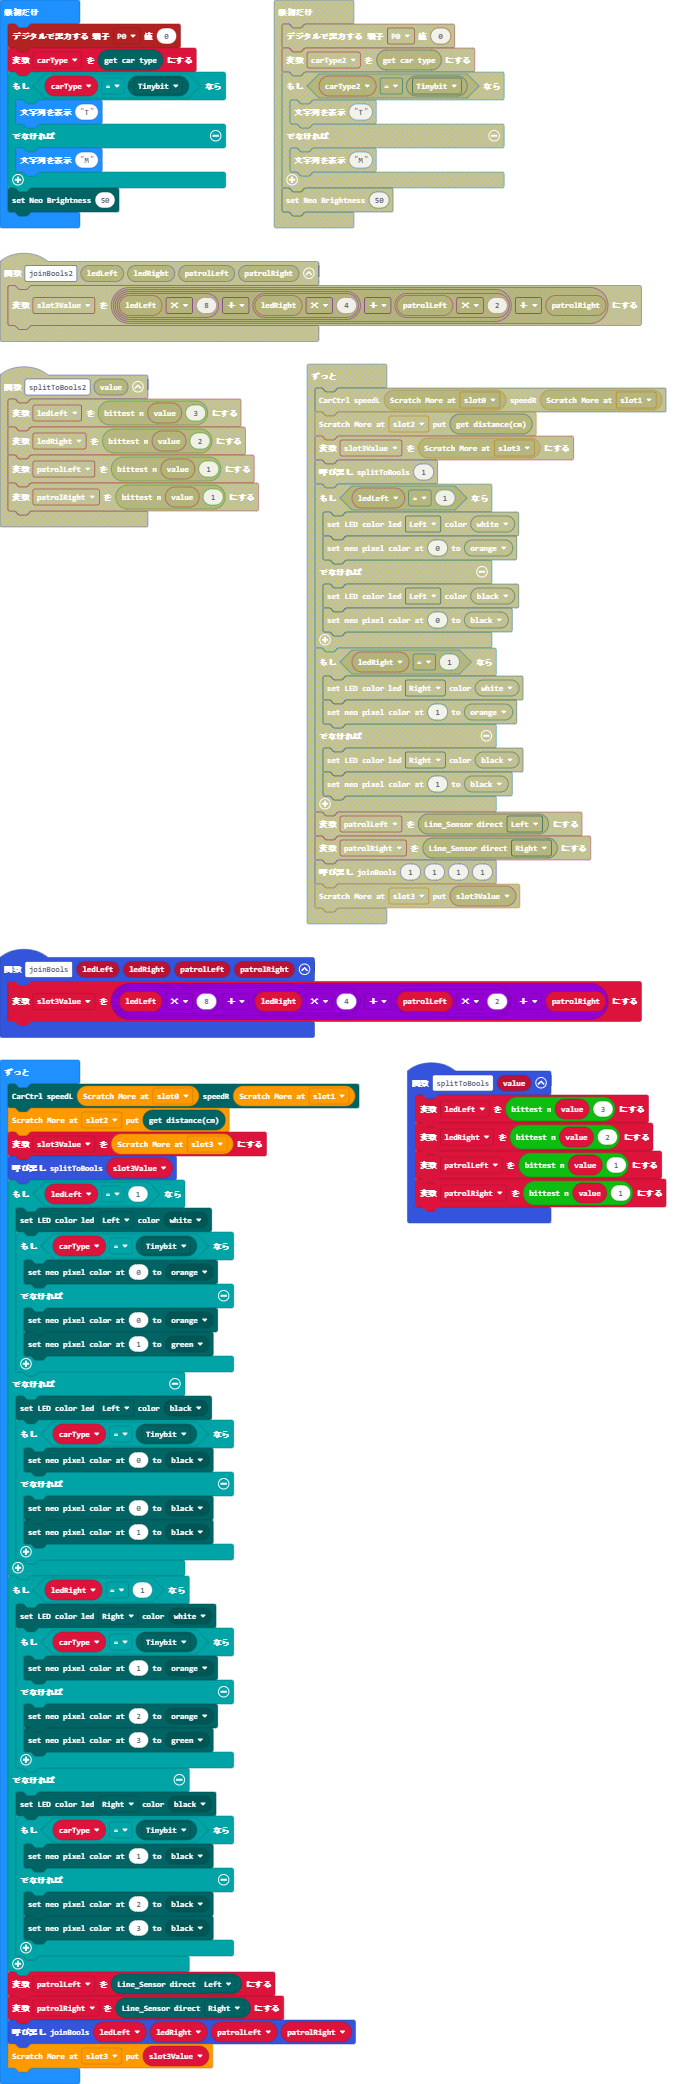 最初だけ
デジタルで出力する 端子 P0 値 0
変数 carType を get car type にする
もし carType = Tinybit なら
文字列を表示 "T"
でなければ
文字列を表示 "M"
set Neo Brightness 50
最初だけ
デジタルで出力する 端子 P0 値 0
変数 carType2 を get car type にする
もし carType2 = Tinybit なら
文字列を表示 "T"
でなければ
文字列を表示 "M"
set Neo Brightness 50
関数 joinBools2 ledLeft ledRight patrolLeft patrolRight
変数 slot3Value を ledLeft × 8 + ledRight × 4 + patrolLeft × 2 + patrolRight にする
関数 splitToBools2 value
変数 ledLeft を bittest n value 3 にする
変数 ledRight を bittest n value 2 にする
変数 patrolLeft を bittest n value 1 にする
変数 patrolRight を bittest n value 1 にする
ずっと
CarCtrl speedL Scratch More at slot0 speedR Scratch More at slot1
Scratch More at slot2 put get distance(cm)
変数 slot3Value を Scratch More at slot3 にする
呼び出し splitToBools 1
もし ledLeft = 1 なら
set LED color led Left color white
set neo pixel color at 0 to orange
でなければ
set LED color led Left color black
set neo pixel color at 0 to black
もし ledRight = 1 なら
set LED color led Right color white
set neo pixel color at 1 to orange
でなければ
set LED color led Right color black
set neo pixel color at 1 to black
変数 patrolLeft を Line_Sensor direct Left にする
変数 patrolRight を Line_Sensor direct Right にする
呼び出し joinBools 1 1 1 1
Scratch More at slot3 put slot3Value
関数 joinBools ledLeft ledRight patrolLeft patrolRight
変数 slot3Value を ledLeft × 8 + ledRight × 4 + patrolLeft × 2 + patrolRight にする
ずっと
CarCtrl speedL Scratch More at slot0 speedR Scratch More at slot1
Scratch More at slot2 put get distance(cm)
変数 slot3Value を Scratch More at slot3 にする
呼び出し splitToBools slot3Value
もし ledLeft = 1 なら
set LED color led Left color white
もし carType = Tinybit なら
set neo pixel color at 0 to orange
でなければ
set neo pixel color at 0 to orange
set neo pixel color at 1 to green
でなければ
set LED color led Left color black
もし carType = Tinybit なら
set neo pixel color at 0 to black
でなければ
set neo pixel color at 0 to black
set neo pixel color at 1 to black
もし ledRight = 1 なら
set LED color led Right color white
もし carType = Tinybit なら
set neo pixel color at 1 to orange
でなければ
set neo pixel color at 2 to orange
set neo pixel color at 3 to green
でなければ
set LED color led Right color black
もし carType = Tinybit なら
set neo pixel color at 1 to black
でなければ
set neo pixel color at 2 to black
set neo pixel color at 3 to black
変数 patrolLeft を Line_Sensor direct Left にする
変数 patrolRight を Line_Sensor direct Right にする
呼び出し joinBools ledLeft ledRight patrolLeft patrolRight
Scratch More at slot3 put slot3Value
関数 splitToBools value
変数 ledLeft を bittest n value 3 にする
変数 ledRight を bittest n value 2 にする
変数 patrolLeft を bittest n value 1 にする
変数 patrolRight を bittest n value 1 にする